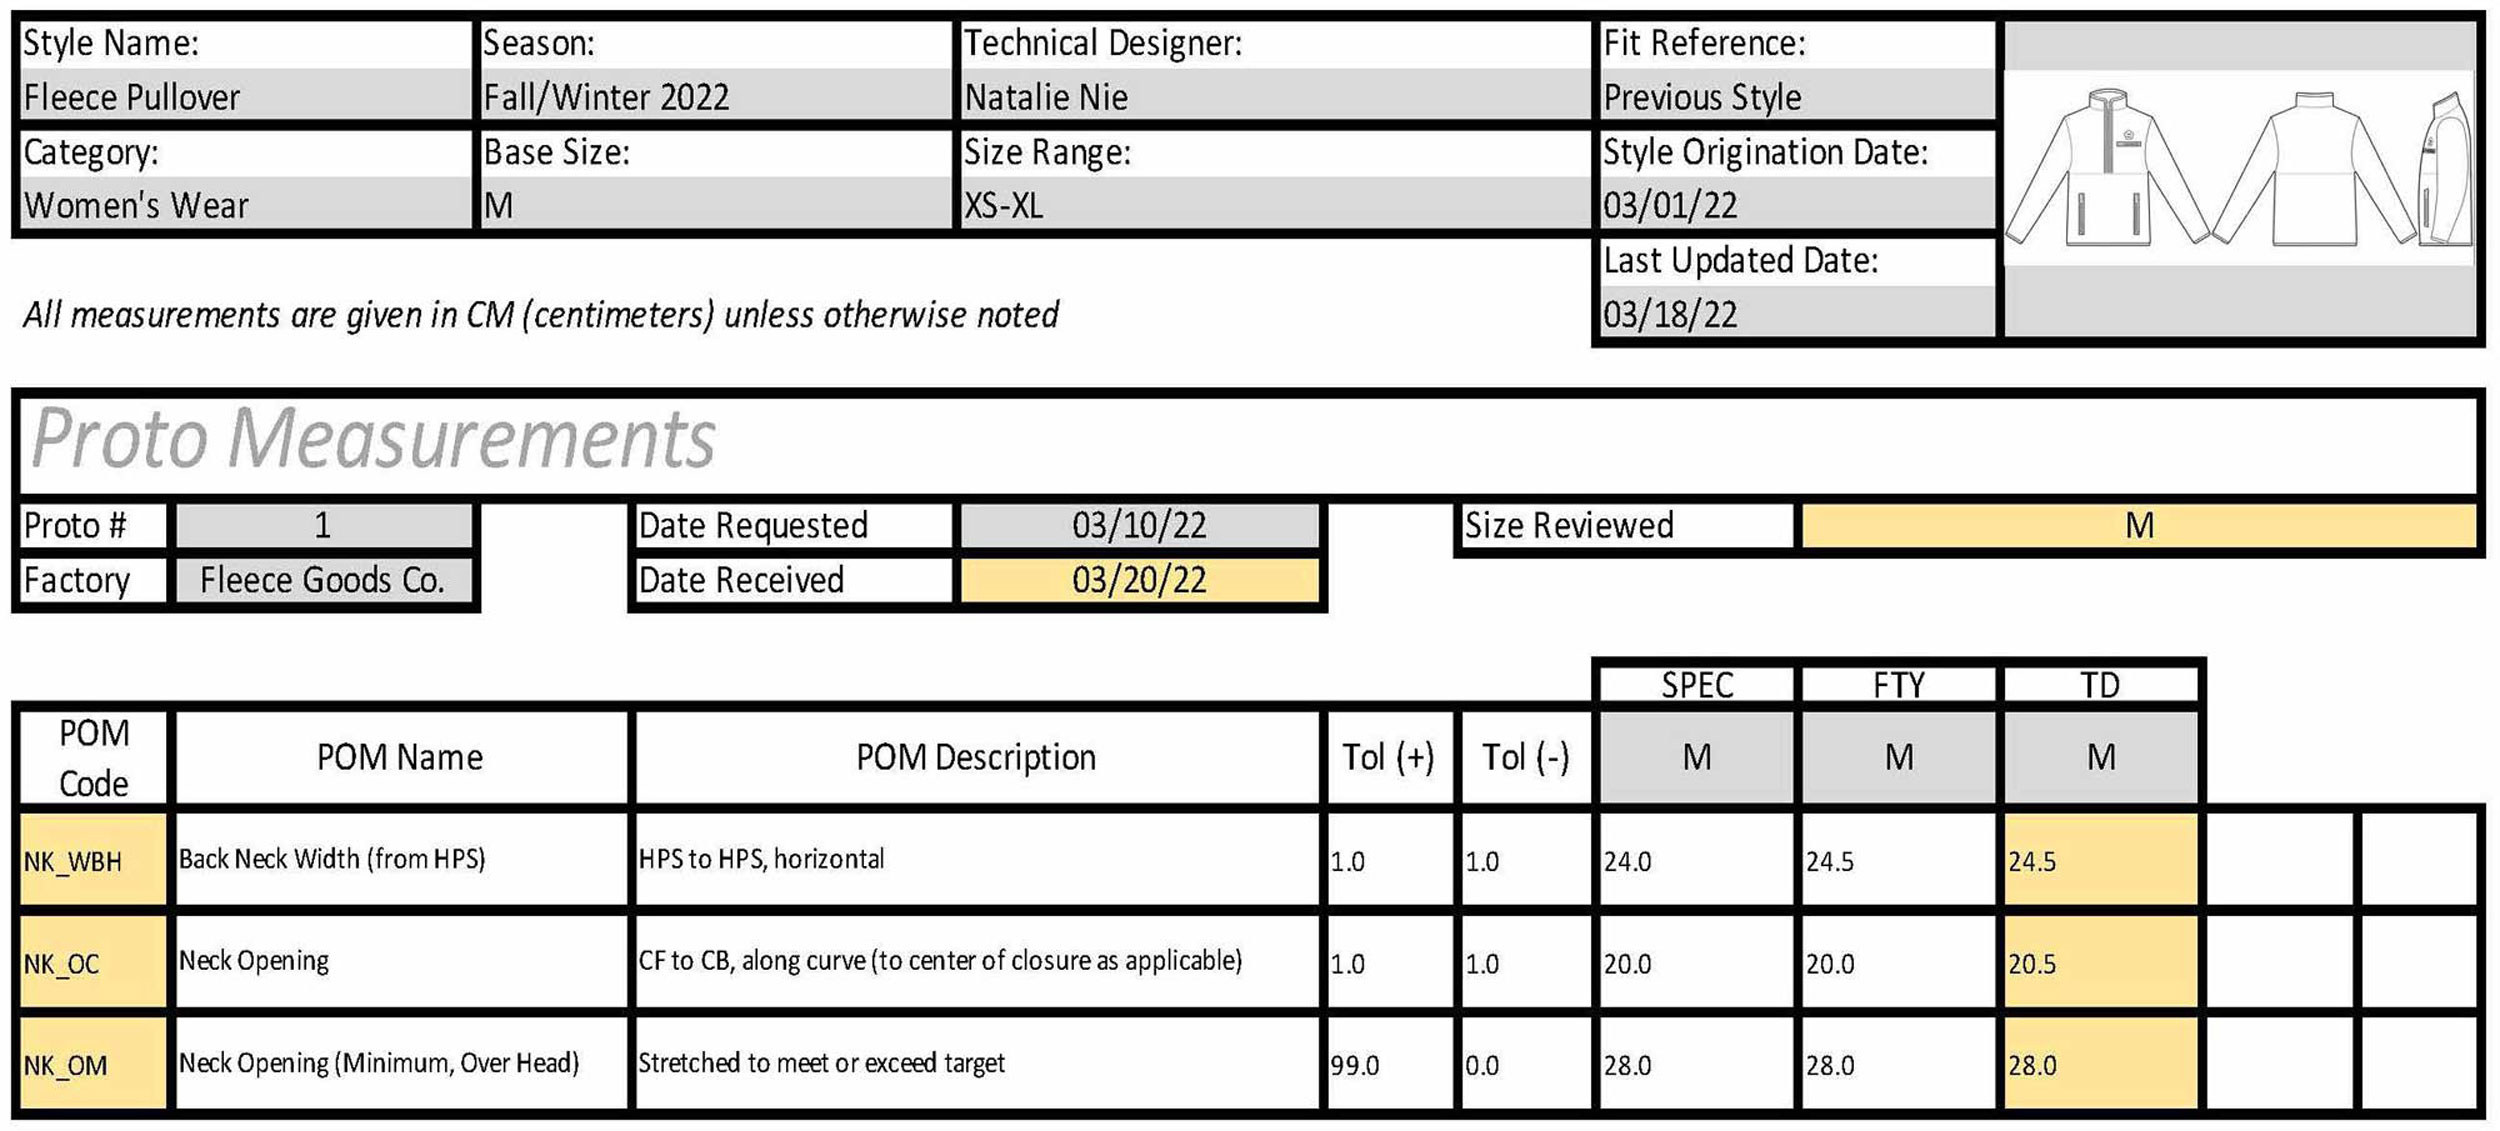 Style Name: Season: Technical Designer: Fit Reference:
Fleece Pullover Fall/Winter 2022 Natalie Nie Previous Style
Category: Base Size: Size Range: Style Origination Date:
Women's Wear M XS-XL 03/01/22
Last Updated Date:
All measurements are given in CM (centimeters) unless otherwise noted 03/18/22
Proto Measurements
Proto # 1 Date Requested 03/10/22 Size Reviewed M
Factory Fleece Goods Co. Date Received 03/20/22
SPEC FTY TD
POM Code POM Name POM Description Tol (+) Tol (-) M M M
NK_WBH Back Neck Width (from HPS) HPS to HPS, horizontal 1.0 1.0 24.0 24.5 24.5
NK_OC Neck Opening CF to CB, along curve (to center of closure as applicable) 1.0 1.0 20.0 20.0 20.5
NK_OM Neck Opening (Minimum, Over Head) Stretched to meet or exceed target 99.0 0.0 28.0 28.0 28.0